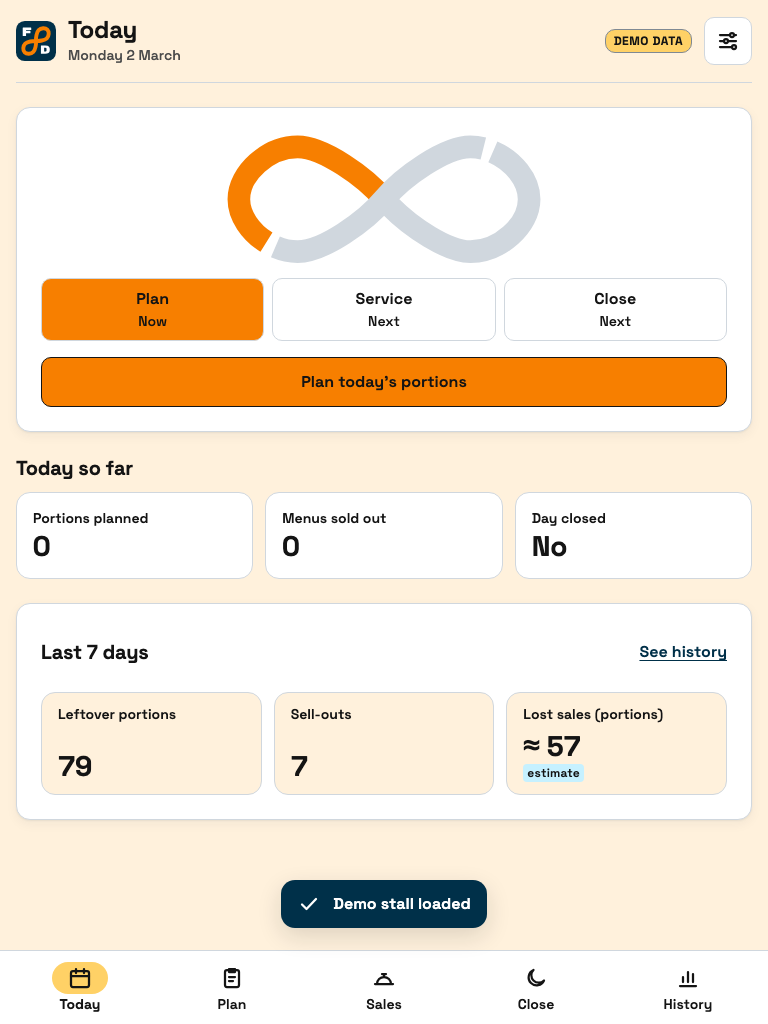 F
D
Today
Monday 2 March
DEMO DATA
Plan
Now
Service
Next
Close
Next
Plan today’s portions
Today so far
Portions planned
0
Menus sold out
0
Day closed
No
Last 7 days
See history
Leftover portions
79
Sell-outs
7
Lost sales (portions)
≈ 57
estimate
Demo stall loaded
Today
Plan
Sales
Close
History